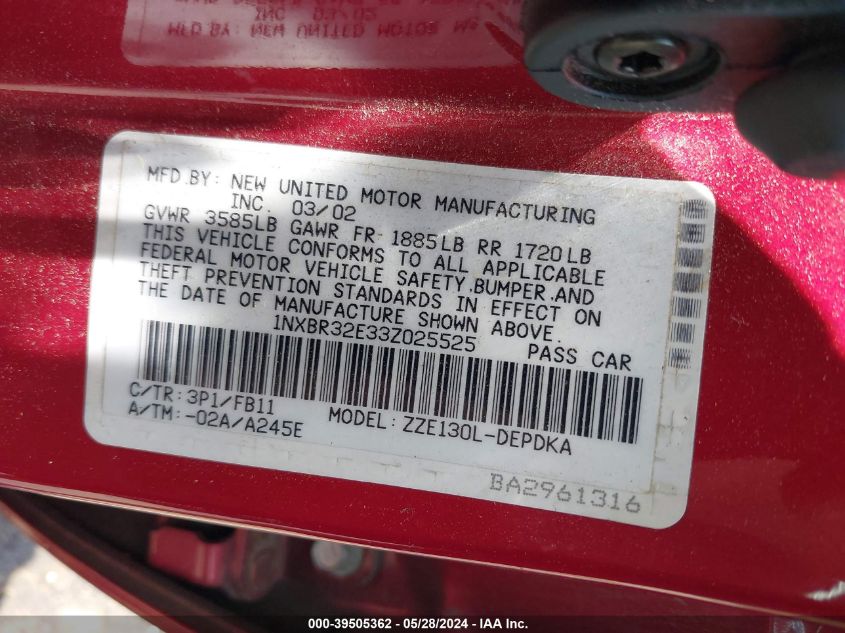 MFD BY: NEW UNITED MOTOR MANUFACTURING
INC 03/02
GVWR 3585LB GAWR FR 1885LB RR 1720LB
THIS VEHICLE CONFORMS TO ALL APPLICABLE
FEDERAL MOTOR VEHICLE SAFETY,BUMPER,AND
THEFT PREVENTION STANDARDS IN EFFECT ON
THE DATE OF MANUFACTURE SHOWN ABOVE.
1NXBR32E33Z025525 PASS CAR
C/TR: 3P1/FB11
A/TM: -02A/A245E MODEL: ZZE130L-DEPDKA
BA2961316
000-39505362 - 05/28/2024 - IAA Inc.